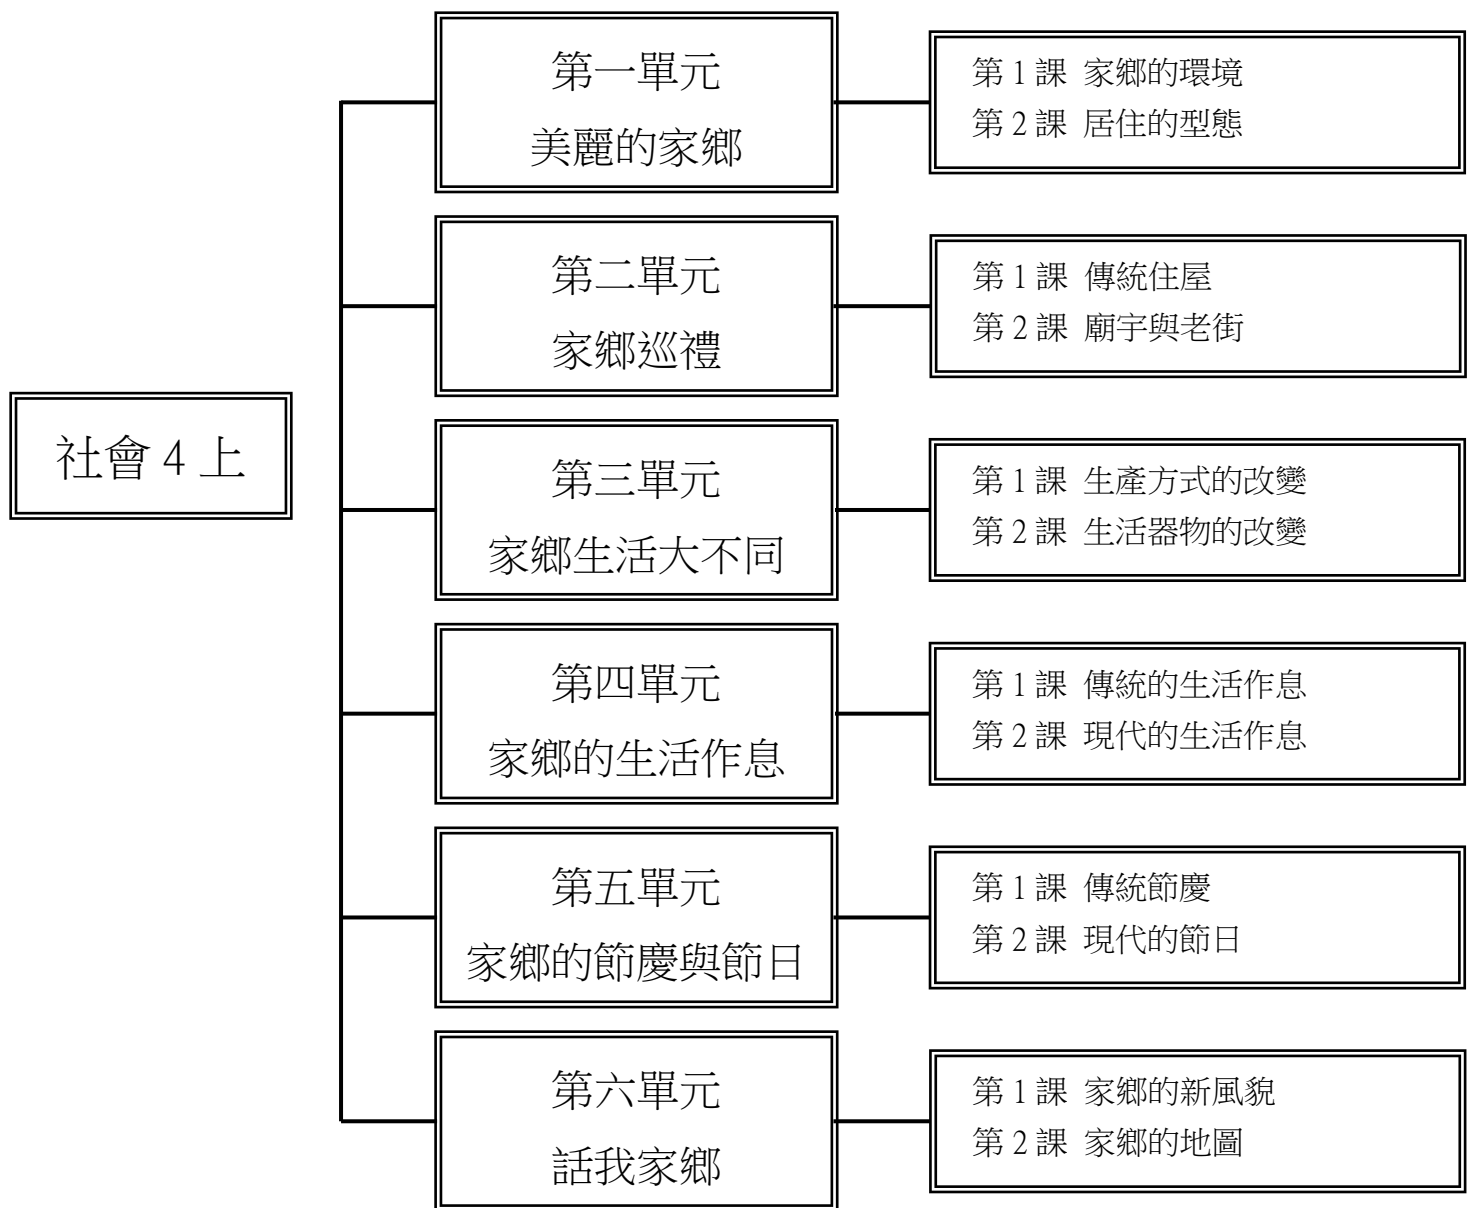 社會 4 上
第一單元
美麗的家鄉
第 1 課 家鄉的環境
第 2 課 居住的型態
第二單元
家鄉巡禮
第 1 課 傳統住屋
第 2 課 廟宇與老街
第三單元
家鄉生活大不同
第 1 課 生產方式的改變
第 2 課 生活器物的改變
第四單元
家鄉的生活作息
第 1 課 傳統的生活作息
第 2 課 現代的生活作息
第五單元
家鄉的節慶與節日
第 1 課 傳統節慶
第 2 課 現代的節日
第六單元
話我家鄉
第 1 課 家鄉的新風貌
第 2 課 家鄉的地圖